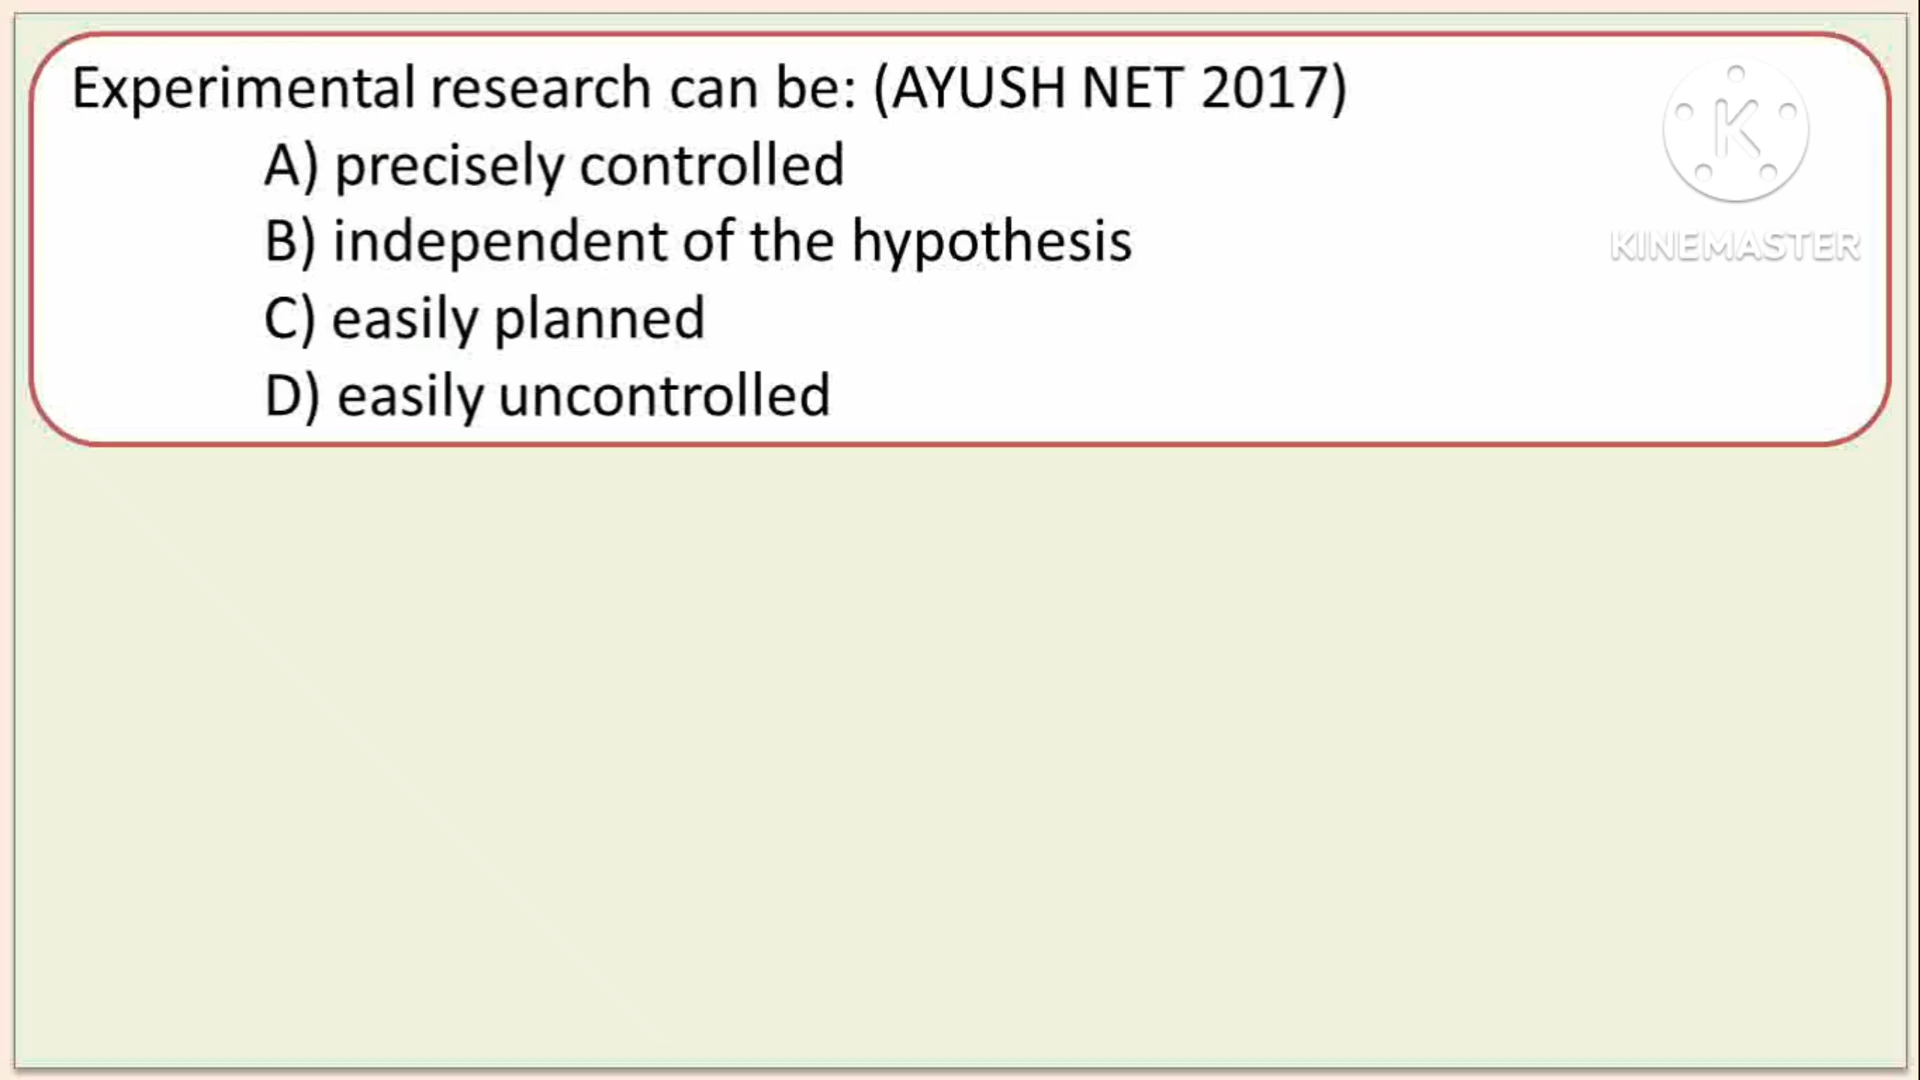 Experimental research can be: (AYUSH NET 2017)
A) precisely controlled
B) independent of the hypothesis
C) easily planned
D) easily uncontrolled
K
KINEMASTER